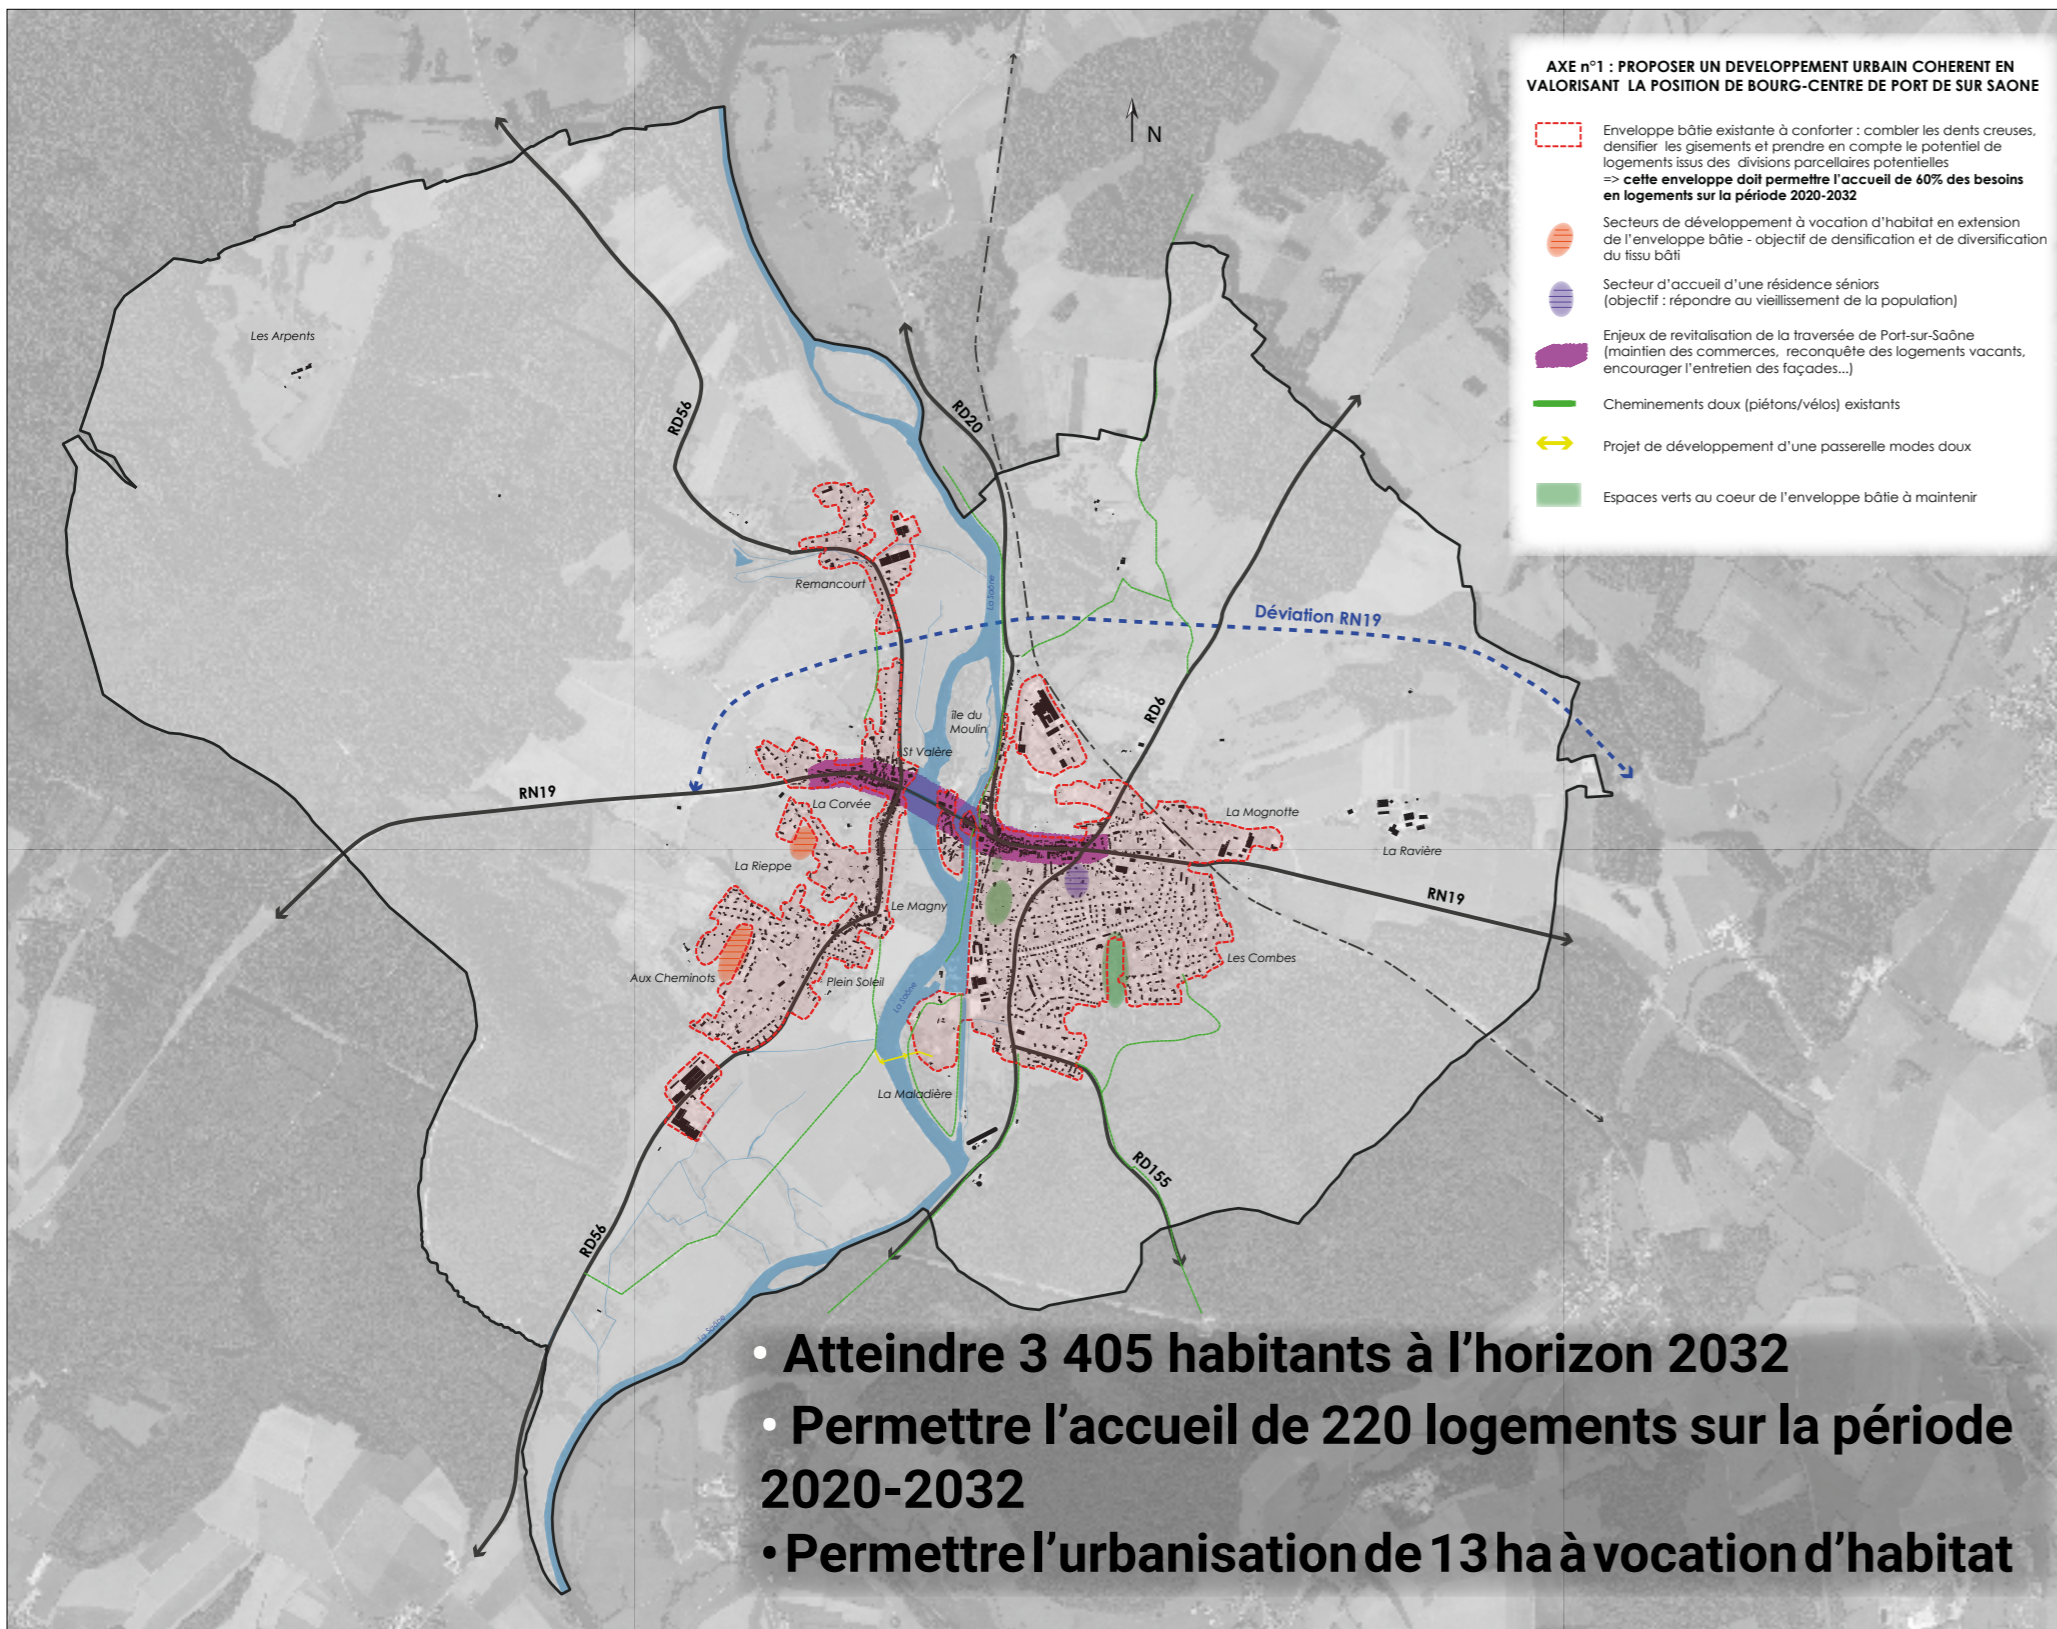 AXE n°1 : PROPOSER UN DEVELOPPEMENT URBAIN COHERENT EN
VALORISANT LA POSITION DE BOURG-CENTRE DE PORT DE SUR SAONE
Enveloppe bâtie existante à conforter : combler les dents creuses,
densifier les gisements et prendre en compte le potentiel de
logements issus des divisions parcellaires potentielles
=> cette enveloppe doit permettre l'accueil de 60% des besoins
en logements sur la période 2020-2032
Secteurs de développement à vocation d'habitat en extension
de l'enveloppe bâtie - objectif de densification et de diversification
du tissu bâti
Secteur d'accueil d'une résidence séniors
(objectif : répondre au vieillissement de la population)
Enjeux de revitalisation de la traversée de Port-sur-Saône
(maintien des commerces, reconquête des logements vacants,
encourager l'entretien des façades...)
Cheminements doux (piétons/vélos) existants
Projet de développement d'une passerelle modes doux
Espaces verts au coeur de l'enveloppe bâtie à maintenir
N
Les Arpents
RD56
RD20
Remancourt
La Saône
Déviation RN19
RD6
île du
Moulin
St Valère
RN19
La Corvée
La Mognotte
La Ravière
La Rieppe
Le Magny
RN19
Les Combes
Aux Cheminots
Plein Soleil
La Saône
La Maladière
RD155
RD56
La Saône
• Atteindre 3 405 habitants à l'horizon 2032
• Permettre l'accueil de 220 logements sur la période
2020-2032
• Permettre l'urbanisation de 13 ha à vocation d'habitat